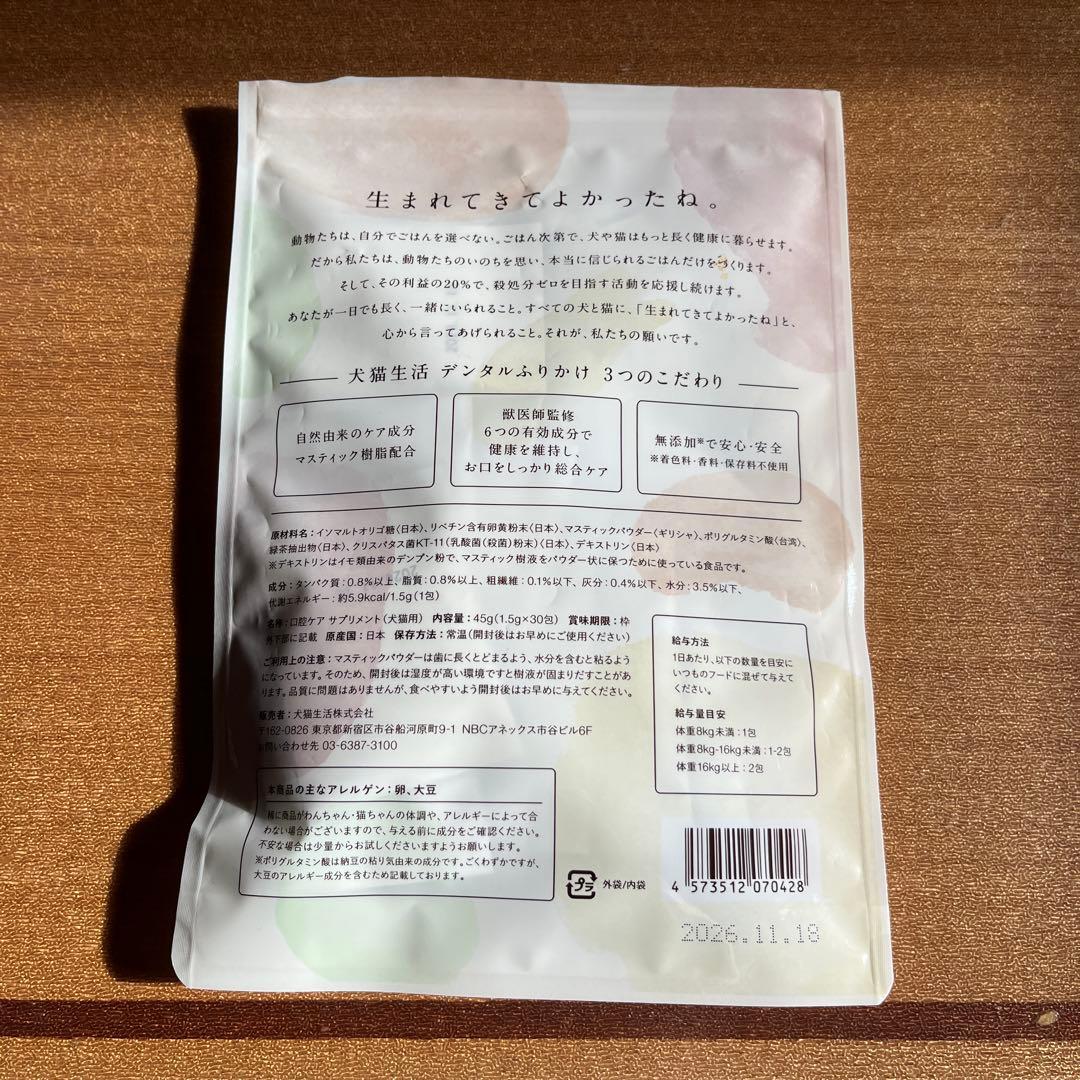 生まれてきてよかったね。
動物たちは、自分でごはんを選べない。ごはん次第で、犬や猫はもっと長く健康に暮らせます。
だから私たちは、動物たちのいのちを思い、本当に信じられるごはんだけをつくります。
そして、その利益の20%で、殺処分ゼロを目指す活動を応援し続けます。
あなたが一日でも長く、一緒にいられること。すべての犬と猫に、「生まれてきてよかったね」と、
心から言ってあげられること。それが、私たちの願いです。
犬猫生活 デンタルふりかけ 3つのこだわり
自然由来のケア成分
マスティック樹脂配合
獣医師監修
6つの有効成分で
健康を維持し、
お口をしっかり総合ケア
無添加※で安心・安全
※着色料・香料・保存料不使用
原材料名：イソマルトオリゴ糖〈日本〉、リベチン含有卵黄粉末〈日本〉、マスティックパウダー〈ギリシャ〉、ポリグルタミン酸〈台湾〉、
緑茶抽出物〈日本〉、クリスパタス菌KT-11（乳酸菌（殺菌）粉末）〈日本〉、デキストリン〈日本〉
※デキストリンはイモ類由来のデンプン粉で、マスティック樹液をパウダー状に保つために使っている食品です。
成分：タンパク質：0.8%以上、脂質：0.8%以上、粗繊維：0.1%以下、灰分：0.4%以下、水分：3.5%以下、
代謝エネルギー：約5.9kcal/1.5g（1包）
名称：口腔ケア サプリメント（犬猫用） 内容量：45g（1.5g×30包） 賞味期限：枠
外下部に記載 原産国：日本 保存方法：常温（開封後はお早めにご使用ください）
ご利用上の注意：マスティックパウダーは歯に長くとどまるよう、水分を含むと粘るよう
になっています。そのため、開封後は湿度が高い環境ですと樹液が固まりだすことがあ
ります。品質に問題はありませんが、食べやすいよう開封後はお早めに与えてください。
販売者：犬猫生活株式会社
〒162-0826 東京都新宿区市谷船河原町9-1 NBCアネックス市谷ビル6F
お問い合わせ先 03-6387-3100
給与方法
1日あたり、以下の数量を目安に
いつものフードに混ぜて与えて
ください。
給与量目安
体重8kg未満：1包
体重8kg-16kg未満：1-2包
体重16kg以上：2包
本商品の主なアレルゲン：卵、大豆
稀に商品がわんちゃん・猫ちゃんの体調や、アレルギーによって合
わない場合がございますので、与える前に成分をご確認ください。
不安な場合は少量からお試しくださいますようお願いします。
※ポリグルタミン酸は納豆の粘り気由来の成分です。ごくわずかですが、
大豆のアレルギー成分を含むため記載しております。
プラ 外袋/内袋
4 573512 070428
2026.11.18